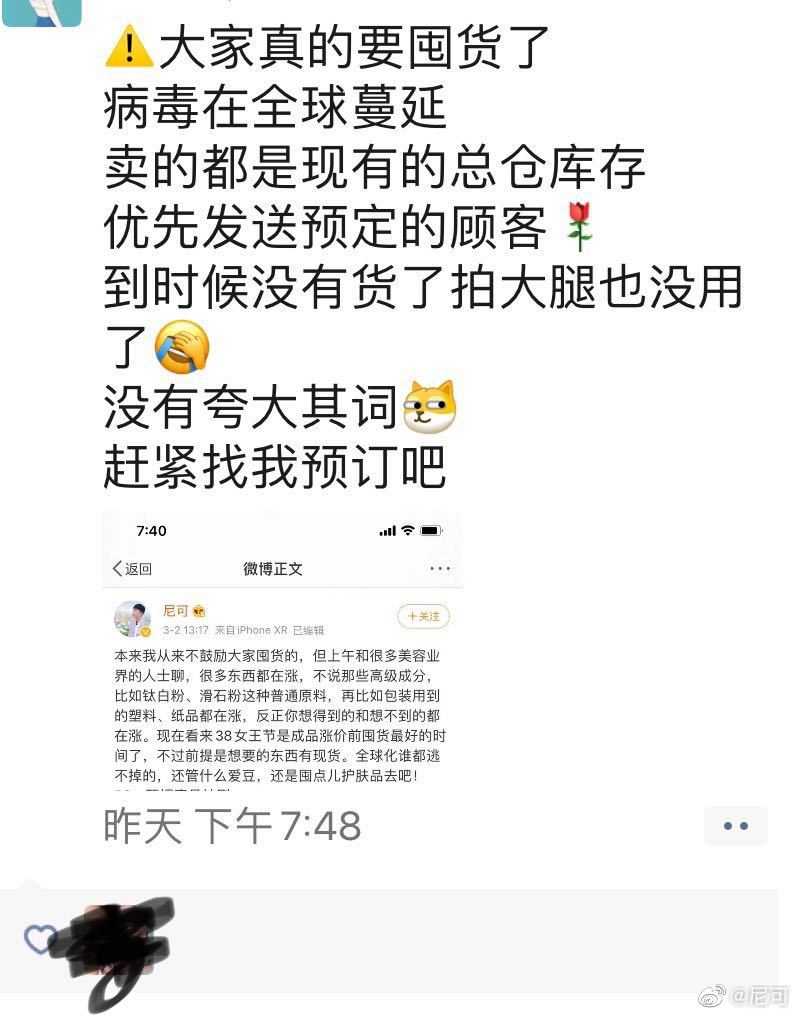 ⚠️大家真的要囤货了
病毒在全球蔓延
卖的都是现有的总仓库存
优先发送预定的顾客🌹
到时候没有货了拍大腿也没用
了🤦
没有夸大其词
赶紧找我预订吧
7:40
返回
微博正文
尼可
+关注
3-2 13:17 来自iPhone XR 已编辑
本来我从来不鼓励大家囤货的，但上午和很多美容业
界的人士聊，很多东西都在涨，不说那些高级成分，
比如钛白粉、滑石粉这种普通原料，再比如包装用到
的塑料、纸品都在涨，反正你想得到的和想不到的都
在涨。现在看来38女王节是成品涨价前囤货最好的时
间了，不过前提是想要的东西有现货。全球化谁都逃
不掉的，还管什么爱豆，还是囤点儿护肤品去吧！
昨天 下午7:48
@尼可